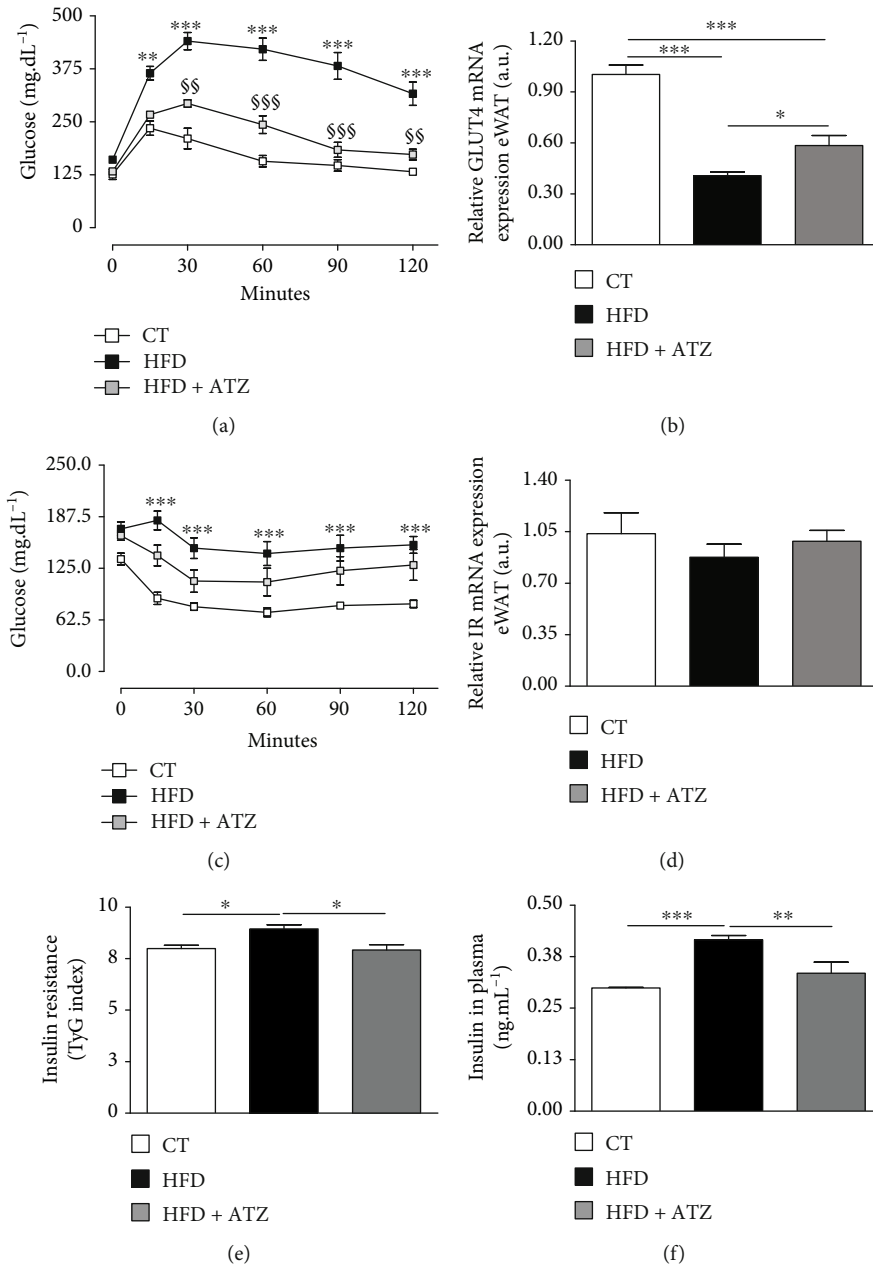 Glucose (mg.dL⁻¹)
450
375
250
125
0
**
***
***
***
***
§§
§§§
§§§
§§
0
30
60
90
120
Minutes
CT
HFD
HFD + ATZ
(a)
Relative GLUT4 mRNA
expression eWAT (a.u.)
1.20
0.90
0.60
0.30
0.00
***
***
*
CT
HFD
HFD + ATZ
(b)
Glucose (mg.dL⁻¹)
250.0
187.5
125.0
62.5
0.0
***
***
***
***
***
0
30
60
90
120
Minutes
CT
HFD
HFD + ATZ
(c)
Relative IR mRNA expression
eWAT (a.u.)
1.40
1.05
0.70
0.35
0.00
CT
HFD
HFD + ATZ
(d)
Insulin resistance
(TyG index)
10
8
5
3
0
*
*
CT
HFD
HFD + ATZ
(e)
Insulin in plasma
(ng.mL⁻¹)
0.50
0.38
0.25
0.13
0.00
***
**
CT
HFD
HFD + ATZ
(f)